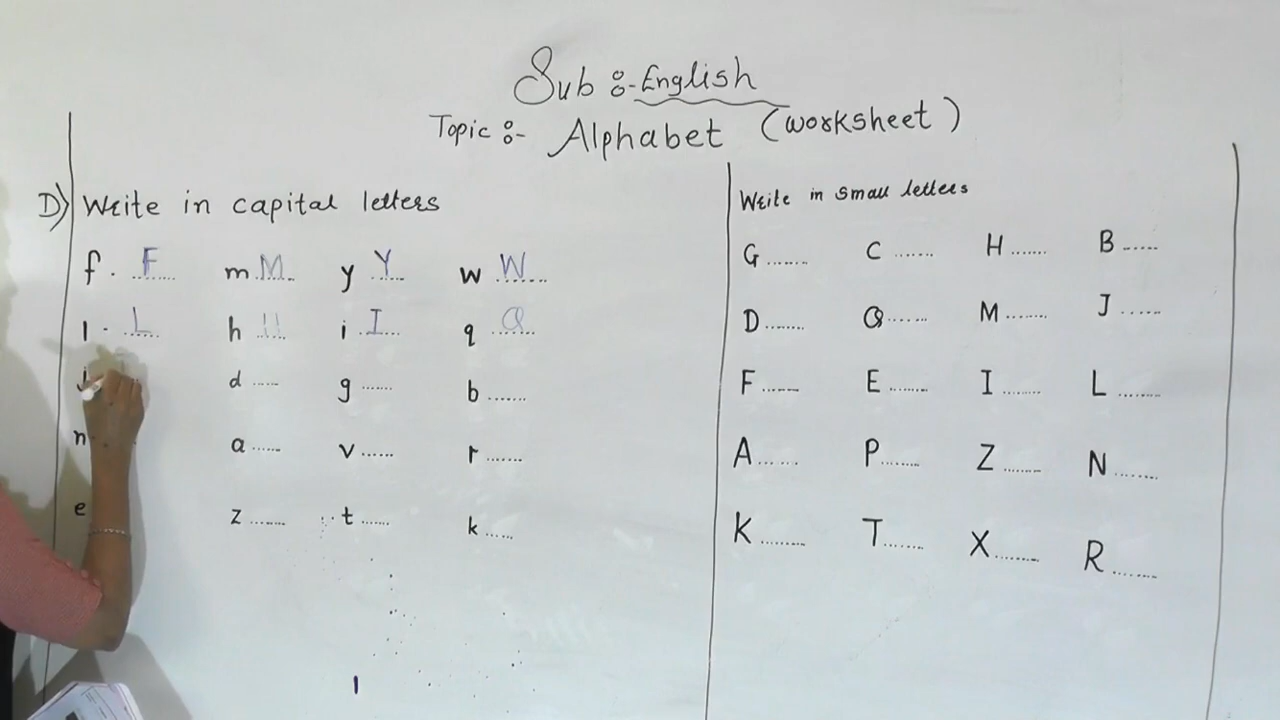 Sub :- English
Topic :- Alphabet (worksheet)
D) Write in capital letters
f . ...F... m ...M... y ...Y... w ...W...
l . ...L... h ...H... i ...I... q ...Q...
j d ...... g ....... b .......
n a ...... v ...... r .......
e z ........ t ....... k ......
Write in small letters
G ........ C ........ H ....... B ......
D ........ Q ....... M ........ J ......
F ....... E ........ I ........ L .........
A ...... P ........ Z ........ N .........
K ......... T ........ X ......... R .........